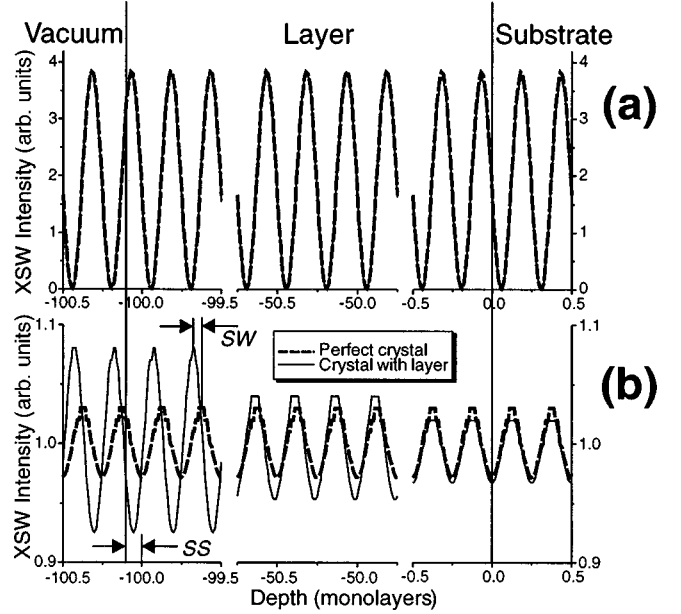 Vacuum Layer Substrate
XSW Intensity (arb. units)
4 3 2 1 0
4 3 2 1 0
(a)
-100.5 -100.0 -99.5 -50.5 -50.0 -0.5 0.0 0.5
XSW Intensity (arb. units)
1.1 1.0 0.9
SW
Perfect crystal
Crystal with layer
1.1 1.0 0.9
(b)
SS
-100.5 -100.0 -99.5 -50.5 -50.0 -0.5 0.0 0.5
Depth (monolayers)